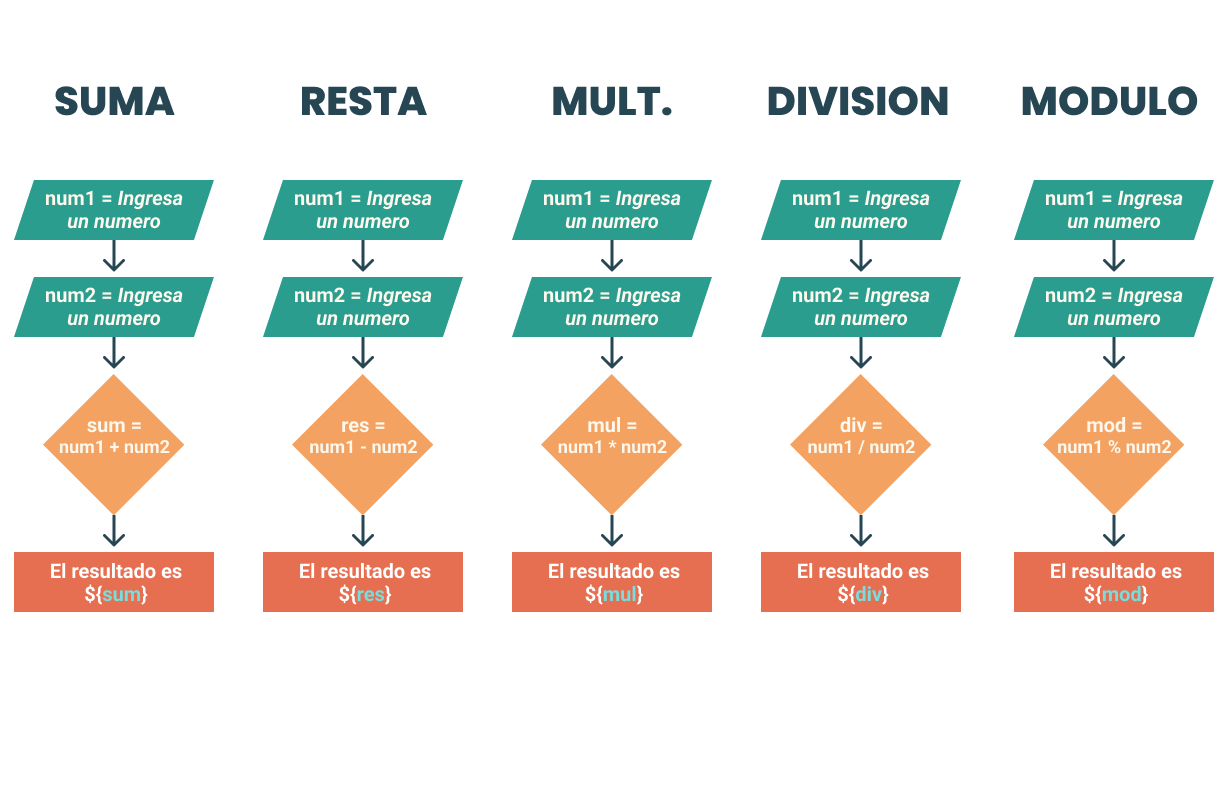 SUMA
num1 = Ingresa
un numero
num2 = Ingresa
un numero
sum =
num1 + num2
El resultado es
${sum}
RESTA
num1 = Ingresa
un numero
num2 = Ingresa
un numero
res =
num1 - num2
El resultado es
${res}
MULT.
num1 = Ingresa
un numero
num2 = Ingresa
un numero
mul =
num1 * num2
El resultado es
${mul}
DIVISION
num1 = Ingresa
un numero
num2 = Ingresa
un numero
div =
num1 / num2
El resultado es
${div}
MODULO
num1 = Ingresa
un numero
num2 = Ingresa
un numero
mod =
num1 % num2
El resultado es
${mod}